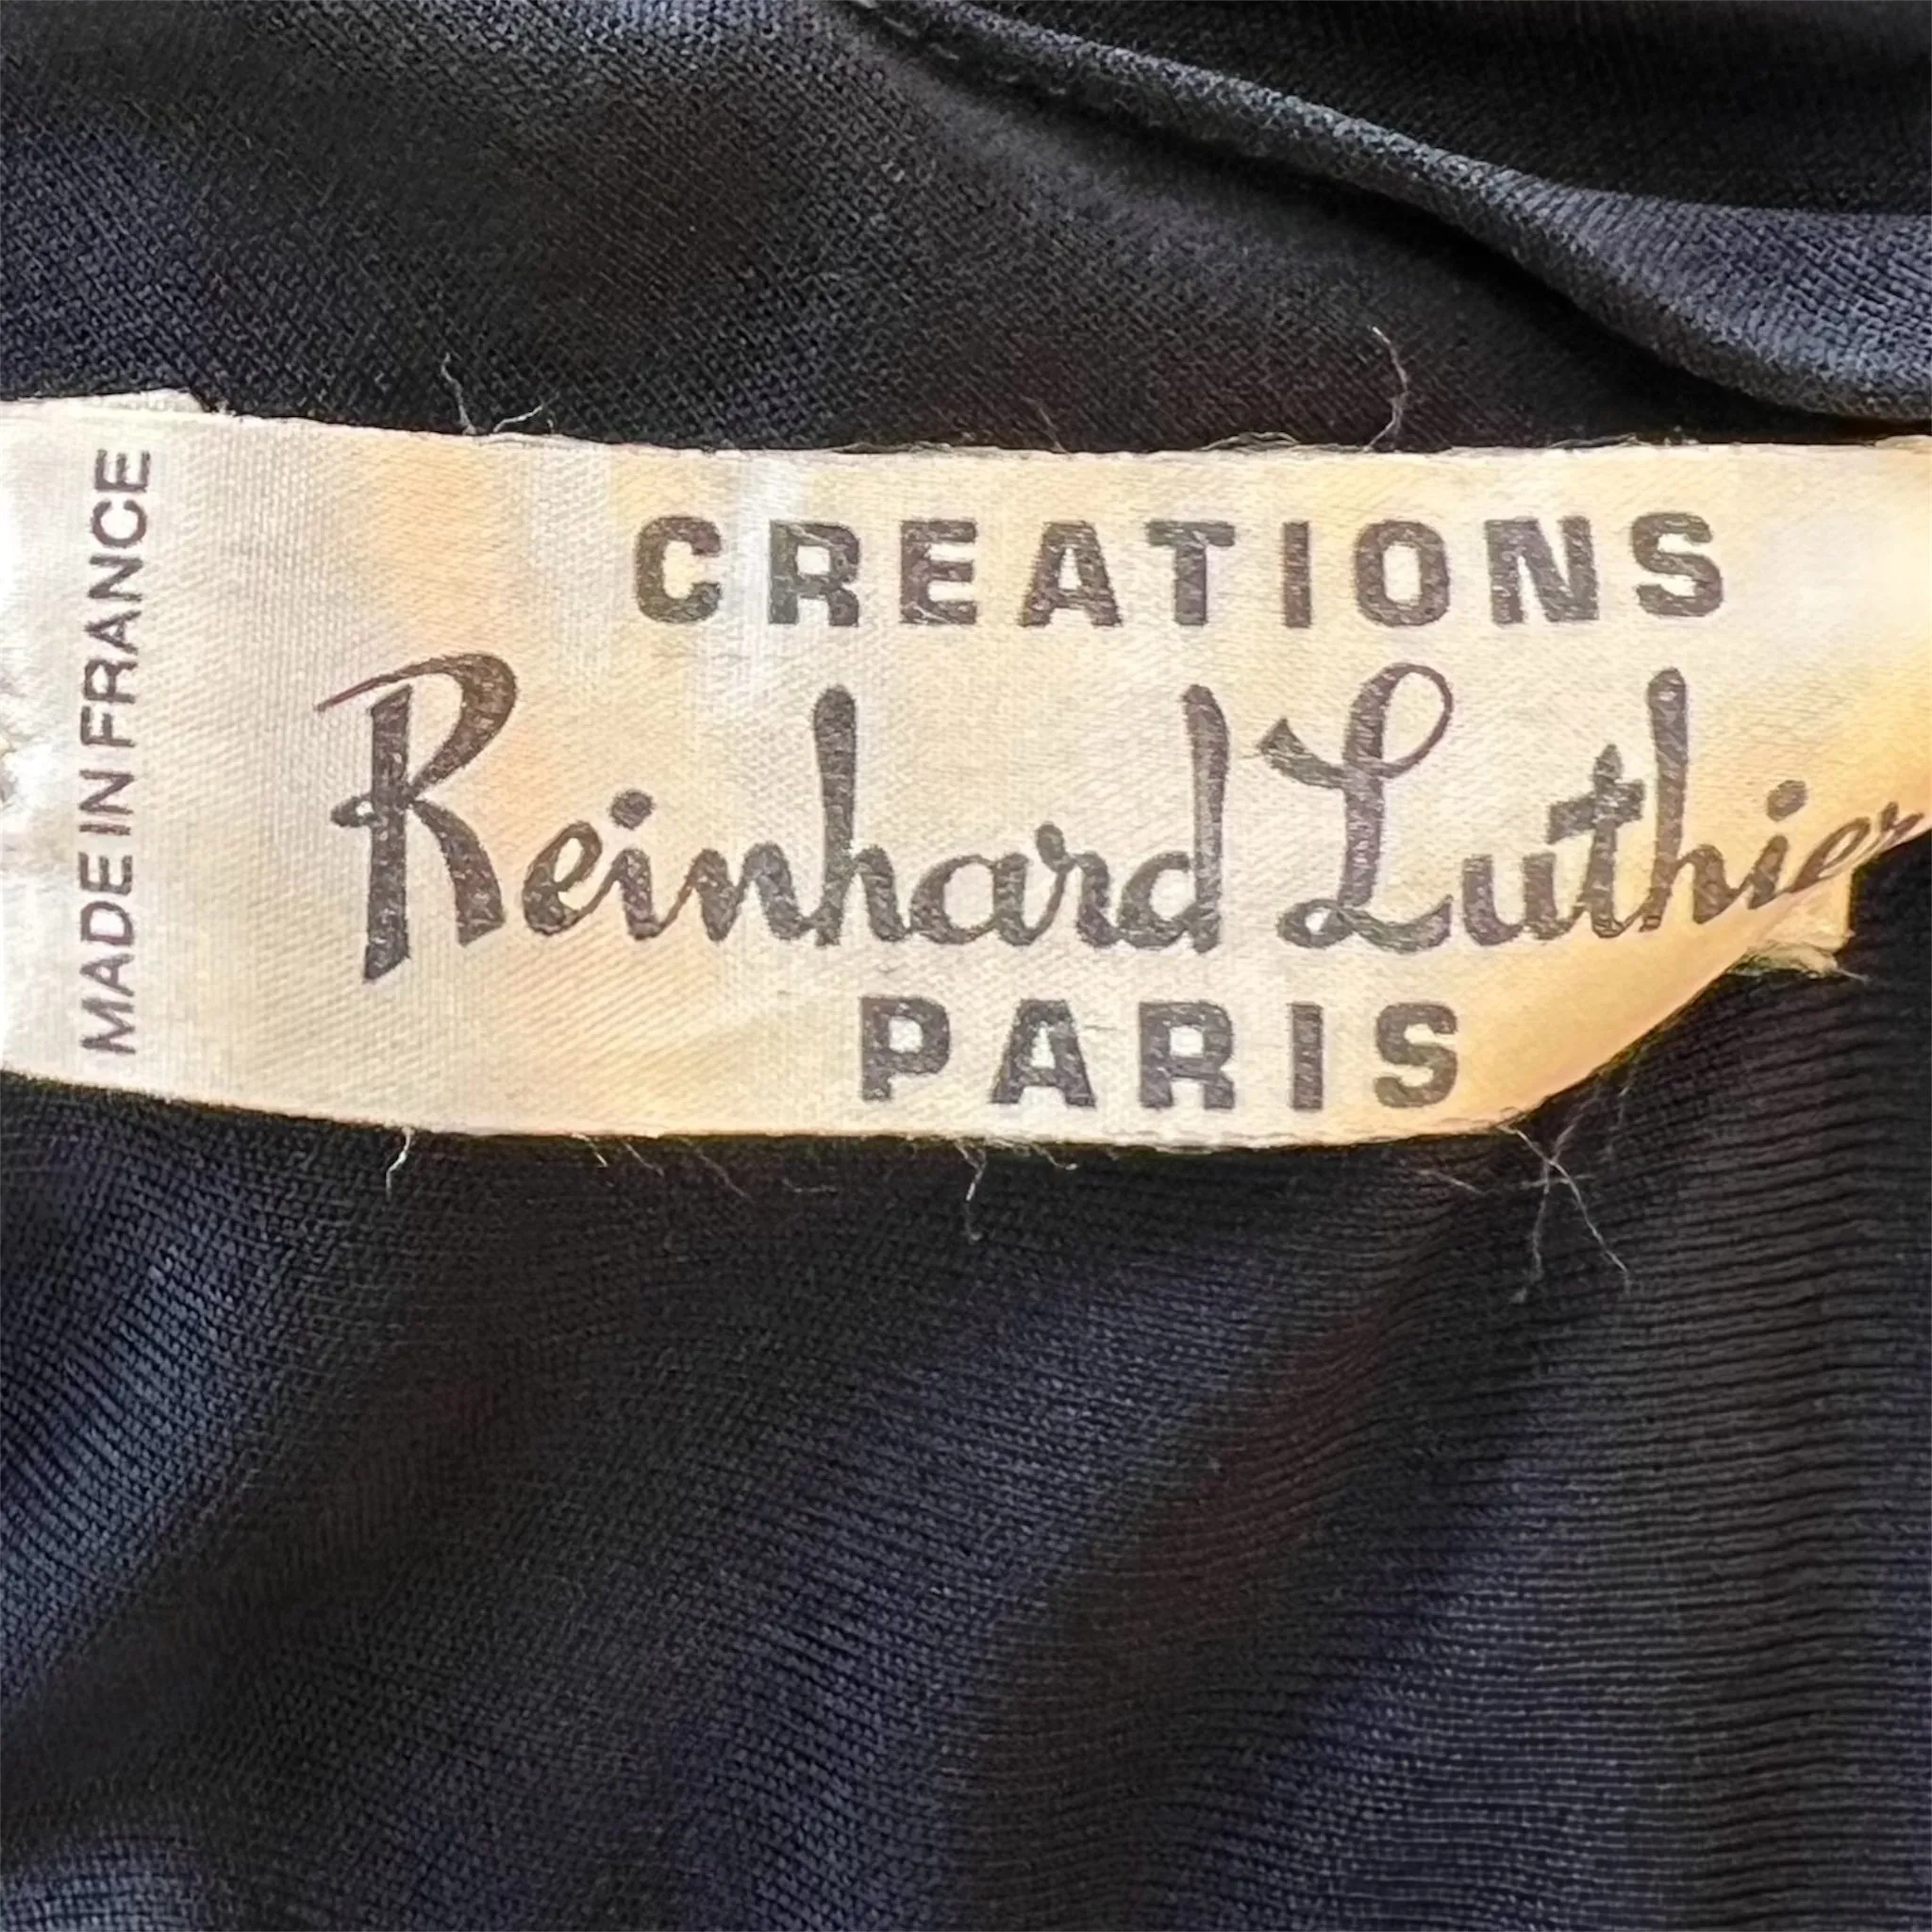 MADE IN FRANCE
CREATIONS
Reinhard Luthier
PARIS